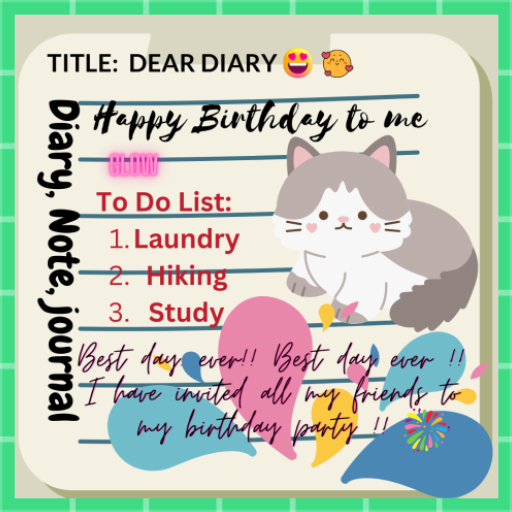 TITLE: DEAR DIARY 😍 🥰
Happy Birthday to me
GLOW
To Do List:
1. Laundry
2. Hiking
3. Study
Best day ever!! Best day ever !!
I have invited all my friends to
my birthday party !!
Diary, Note, journal